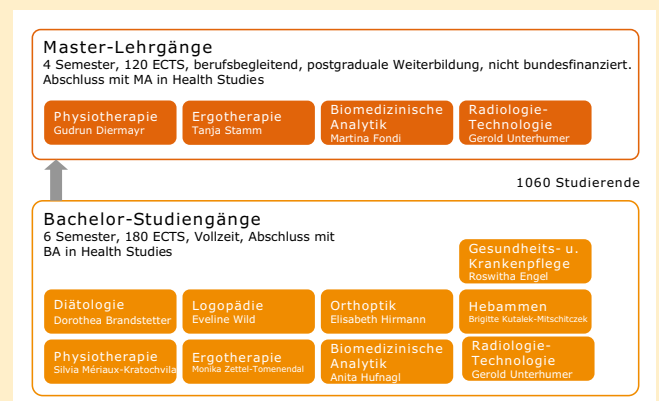 Master-Lehrgänge
4 Semester, 120 ECTS, berufsbegleitend, postgraduale Weiterbildung, nicht bundesfinanziert.
Abschluss mit MA in Health Studies
Physiotherapie
Gudrun Diermayr
Ergotherapie
Tanja Stamm
Biomedizinische
Analytik
Martina Fondi
Radiologie-
Technologie
Gerold Unterhumer
1060 Studierende
Bachelor-Studiengänge
6 Semester, 180 ECTS, Vollzeit, Abschluss mit
BA in Health Studies
Gesundheits- u.
Krankenpflege
Roswitha Engel
Diätologie
Dorothea Brandstetter
Logopädie
Eveline Wild
Orthoptik
Elisabeth Hirmann
Hebammen
Brigitte Kutalek-Mitschitczek
Physiotherapie
Silvia Mériaux-Kratochvila
Ergotherapie
Monika Zettel-Tomenendal
Biomedizinische
Analytik
Anita Hufnagl
Radiologie-
Technologie
Gerold Unterhumer